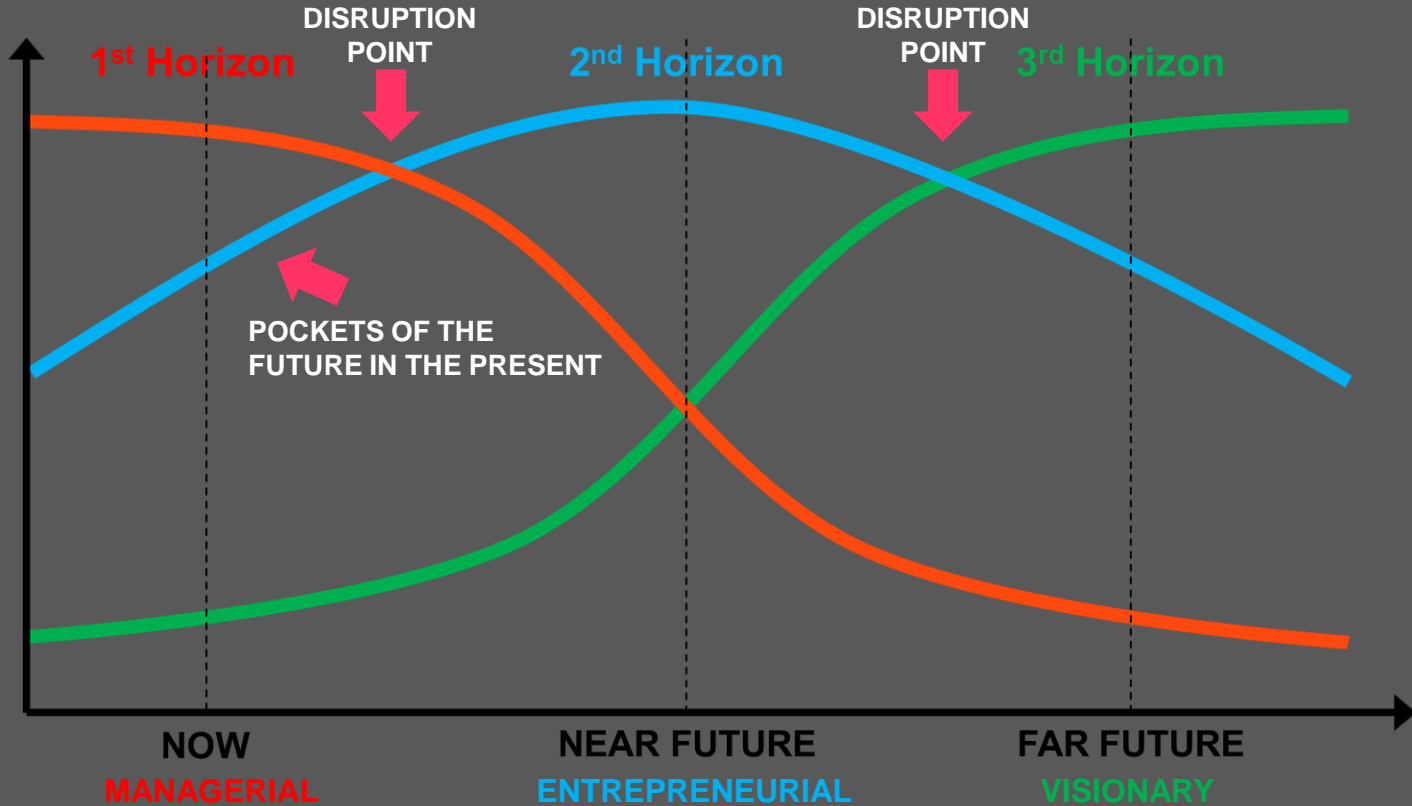 DISRUPTION
POINT
DISRUPTION
POINT
1st Horizon
2nd Horizon
3rd Horizon
POCKETS OF THE
FUTURE IN THE PRESENT
NOW
NEAR FUTURE
FAR FUTURE
MANAGERIAL
ENTREPRENEURIAL
VISIONARY